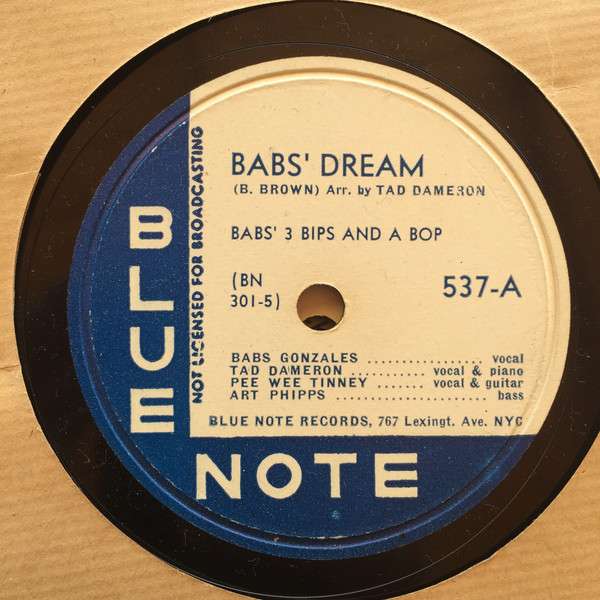 BABS' DREAM
(B. BROWN) Arr. by TAD DAMERON
BABS' 3 BIPS AND A BOP
(BN
301-5)
537-A
BABS GONZALES .................. vocal
TAD DAMERON ........... vocal & piano
PEE WEE TINNEY ....... vocal & guitar
ART PHIPPS ......................... bass
BLUE NOTE RECORDS, 767 Lexingt. Ave. NYC
NOT LICENSED FOR BROADCASTING
BLUE
NOTE